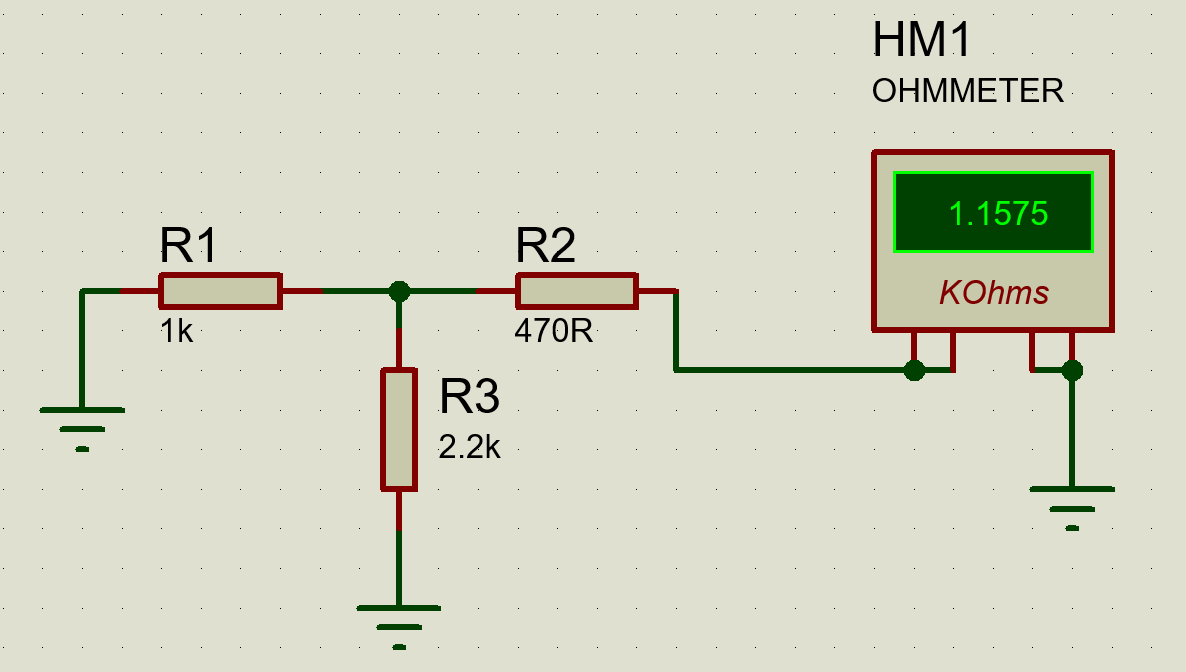 HM1
OHMMETER
1.1575
KOhms
R1
1k
R2
470R
R3
2.2k